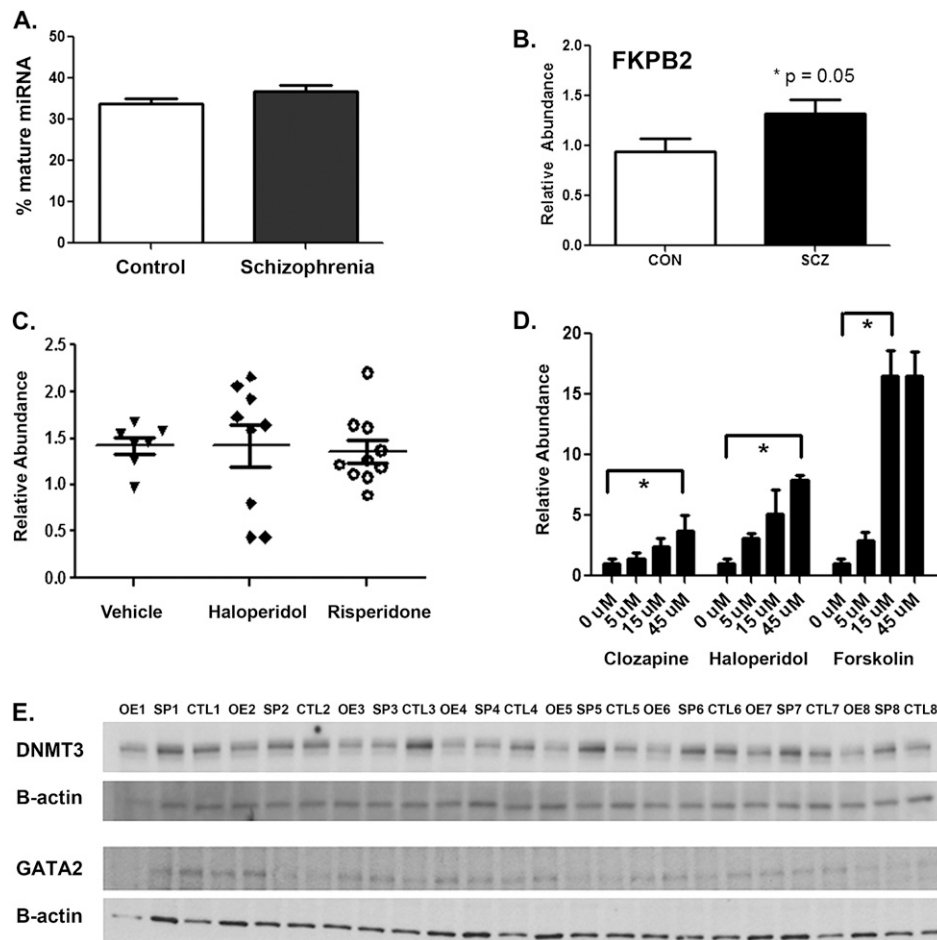 A.
% mature miRNA
50
40
30
20
10
0
Control Schizophrenia
B.
FKPB2
* p = 0.05
Relative Abundance
2.0
1.5
1.0
0.5
0.0
CON SCZ
C.
Relative Abundance
2.5
2.0
1.5
1.0
0.5
0.0
Vehicle Haloperidol Risperidone
D.
Relative Abundance
20
15
10
5
0
* * *
0 uM 5 uM 15 uM 45 uM 0 uM 5 uM 15 uM 45 uM 0 uM 5 uM 15 uM 45 uM
Clozapine Haloperidol Forskolin
E.
OE1 SP1 CTL1 OE2 SP2 CTL2 OE3 SP3 CTL3 OE4 SP4 CTL4 OE5 SP5 CTL5 OE6 SP6 CTL6 OE7 SP7 CTL7 OE8 SP8 CTL8
DNMT3
B-actin
GATA2
B-actin